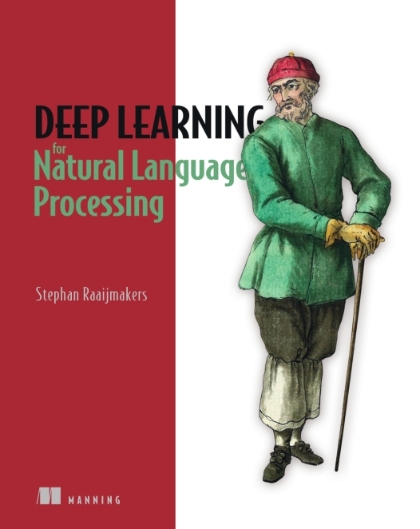 DEEP LEARNING
for
Natural Language
Processing
Stephan Raaijmakers
MANNING